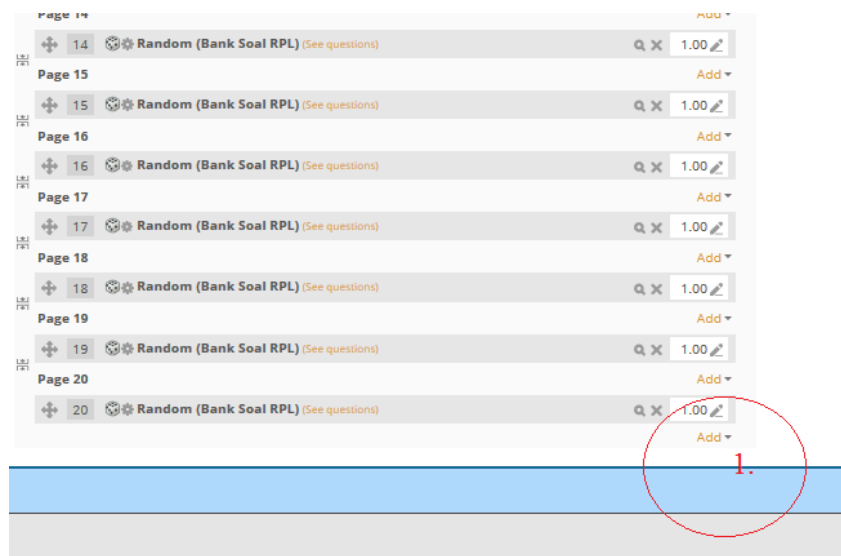 Page 14 Add
14 Random (Bank Soal RPL) (See questions) 1.00
Page 15 Add
15 Random (Bank Soal RPL) (See questions) 1.00
Page 16 Add
16 Random (Bank Soal RPL) (See questions) 1.00
Page 17 Add
17 Random (Bank Soal RPL) (See questions) 1.00
Page 18 Add
18 Random (Bank Soal RPL) (See questions) 1.00
Page 19 Add
19 Random (Bank Soal RPL) (See questions) 1.00
Page 20 Add
20 Random (Bank Soal RPL) (See questions) 1.00
Add
1.